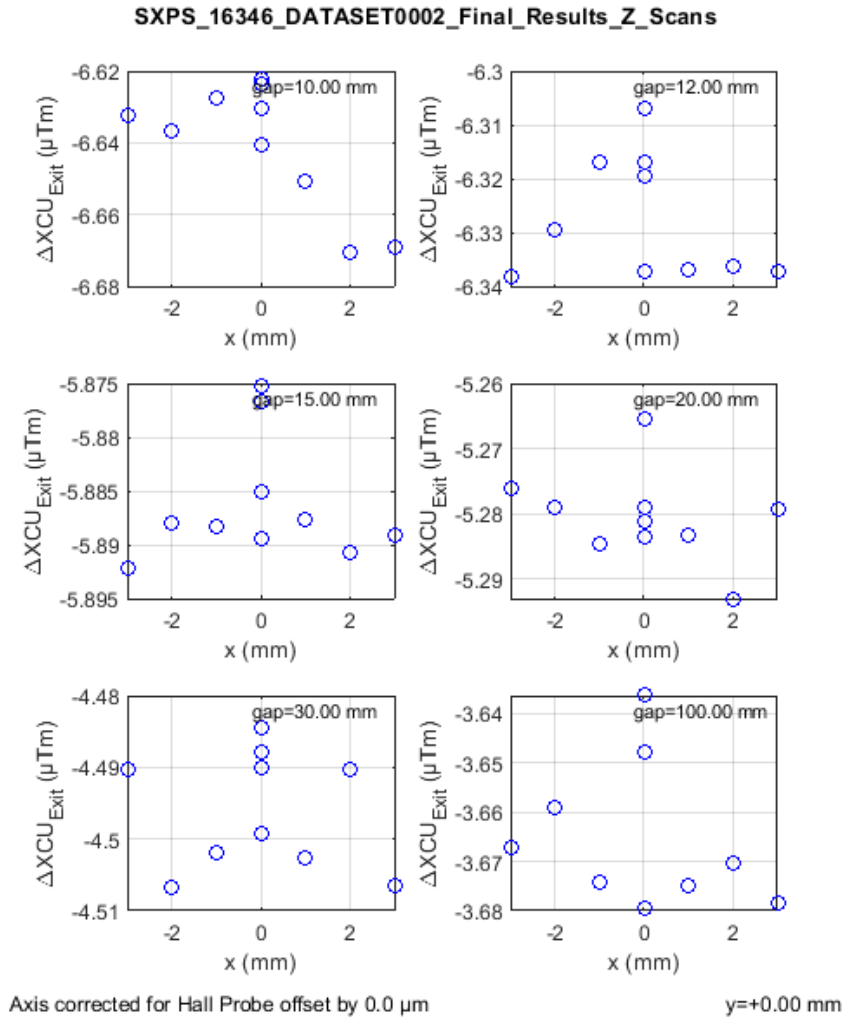 SXPS_16346_DATASET0002_Final_Results_Z_Scans
-6.62
-6.64
-6.66
-6.68
ΔXCU_Exit (µTm)
gap=10.00 mm
-2 0 2
x (mm)
-6.3
-6.31
-6.32
-6.33
-6.34
ΔXCU_Exit (µTm)
gap=12.00 mm
-2 0 2
x (mm)
-5.875
-5.88
-5.885
-5.89
-5.895
ΔXCU_Exit (µTm)
gap=15.00 mm
-2 0 2
x (mm)
-5.26
-5.27
-5.28
-5.29
ΔXCU_Exit (µTm)
gap=20.00 mm
-2 0 2
x (mm)
-4.48
-4.49
-4.5
-4.51
ΔXCU_Exit (µTm)
gap=30.00 mm
-2 0 2
x (mm)
-3.64
-3.65
-3.66
-3.67
-3.68
ΔXCU_Exit (µTm)
gap=100.00 mm
-2 0 2
x (mm)
Axis corrected for Hall Probe offset by 0.0 µm
y=+0.00 mm